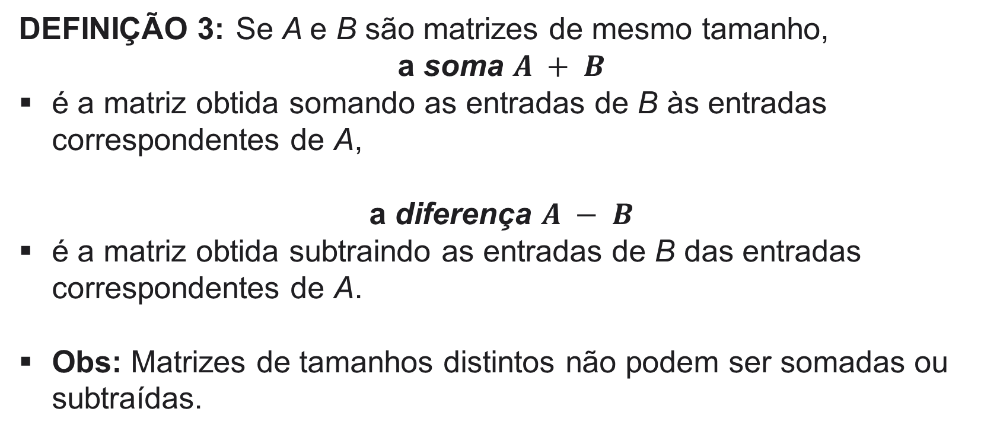 DEFINIÇÃO 3: Se A e B são matrizes de mesmo tamanho,
a soma A + B
▪ é a matriz obtida somando as entradas de B às entradas
correspondentes de A,
a diferença A − B
▪ é a matriz obtida subtraindo as entradas de B das entradas
correspondentes de A.
▪ Obs: Matrizes de tamanhos distintos não podem ser somadas ou
subtraídas.